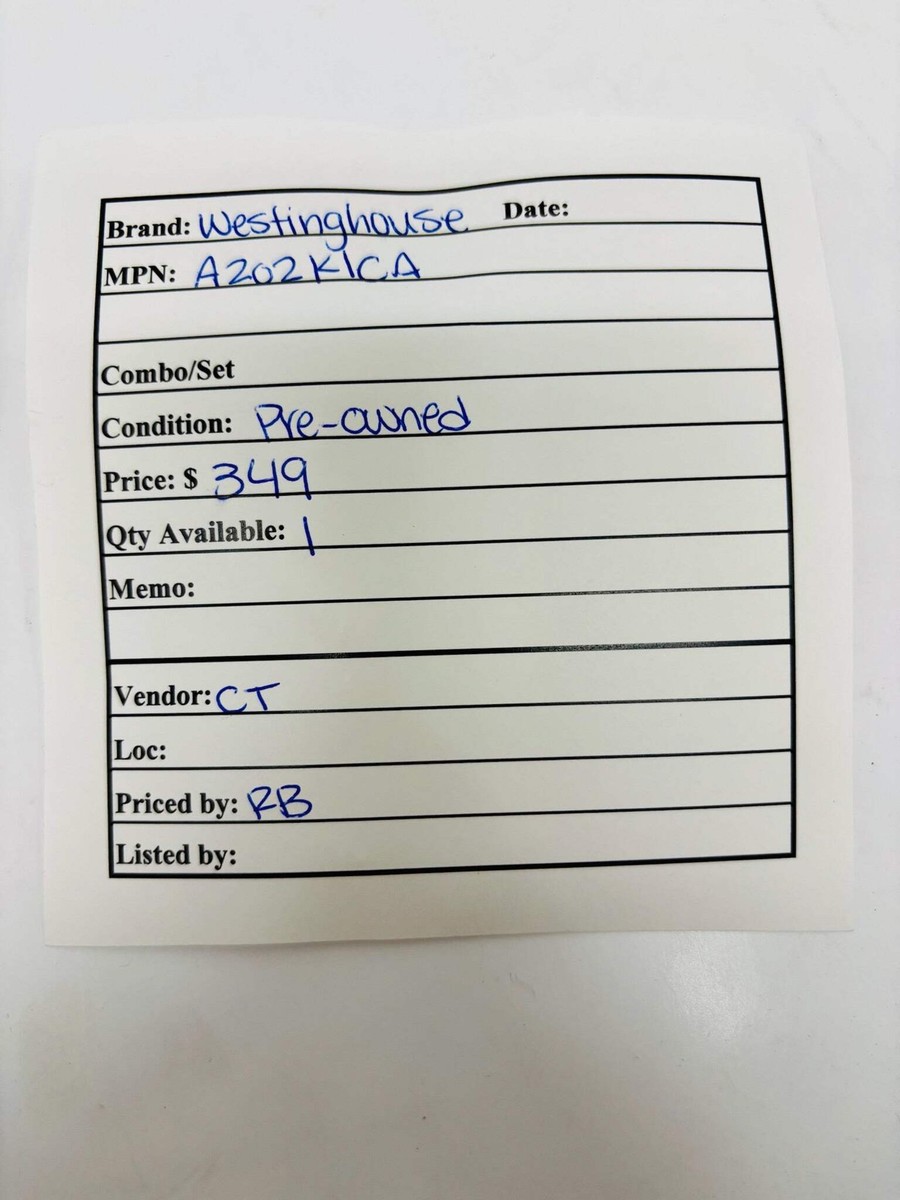 Brand: Westinghouse Date:
MPN: A202K1CA
Combo/Set
Condition: Pre-owned
Price: $ 349
Qty Available: 1
Memo:
Vendor: CT
Loc:
Priced by: RB
Listed by: